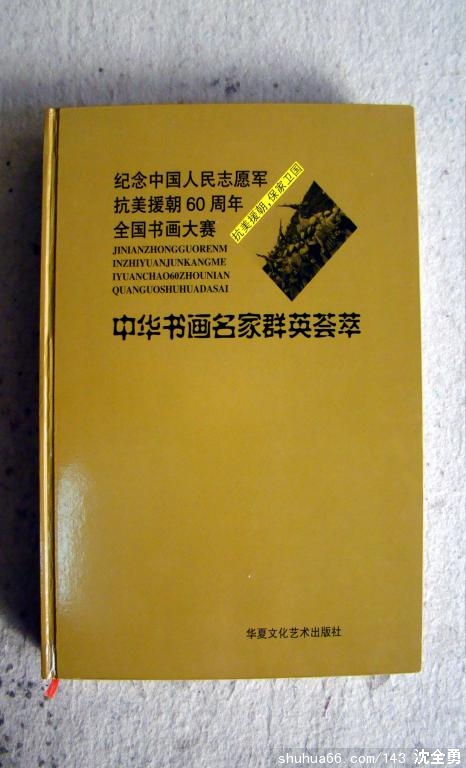 纪念中国人民志愿军
抗美援朝60周年
全国书画大赛
JINIANZHONGGUORENM
INZHIYUANJUNKANGME
IYUANCHAO60ZHOUNIAN
QUANGUOSHUHUADASAI
抗美援朝,保家卫国
中华书画名家群英荟萃
华夏文化艺术出版社
shuhua66.com/143 沈全勇